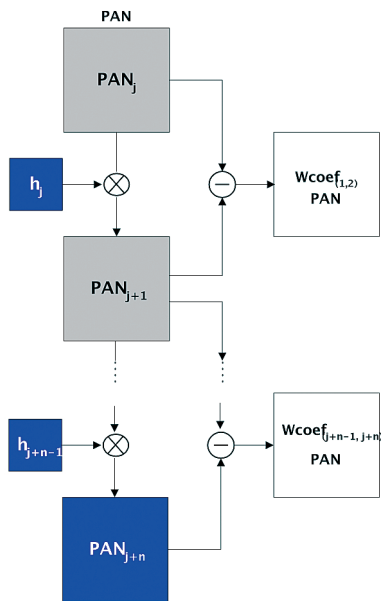 PAN
PANⱼ
hⱼ
Wcoef(1,2)
PAN
PANj+1
hj+n-1
Wcoef(j+n-1, j+n)
PAN
PANj+n